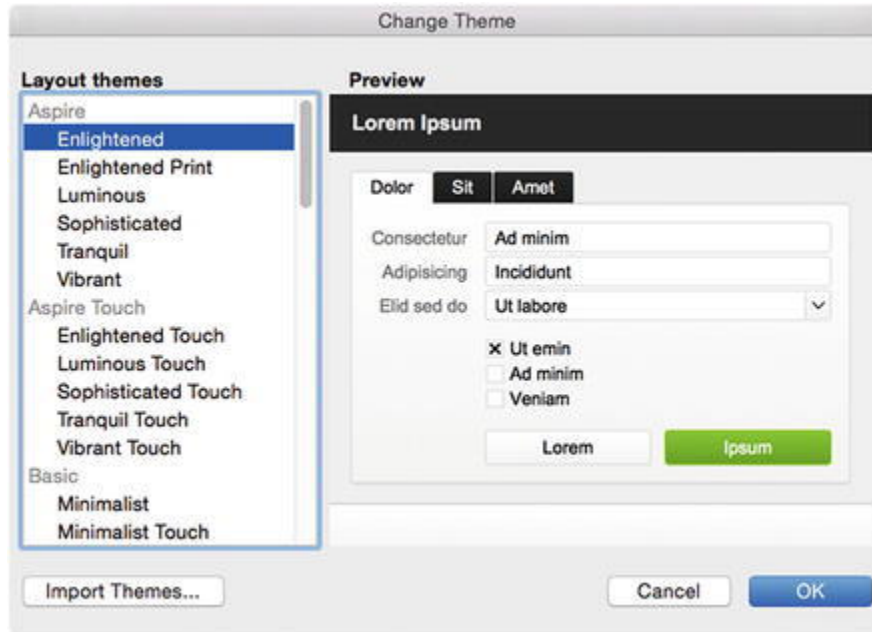 Change Theme
Layout themes
Aspire
Enlightened
Enlightened Print
Luminous
Sophisticated
Tranquil
Vibrant
Aspire Touch
Enlightened Touch
Luminous Touch
Sophisticated Touch
Tranquil Touch
Vibrant Touch
Basic
Minimalist
Minimalist Touch
Preview
Lorem Ipsum
Dolor Sit Amet
Consectetur Ad minim
Adipisicing Incididunt
Elid sed do Ut labore
Ut emin
Ad minim
Veniam
Lorem Ipsum
Import Themes... Cancel OK